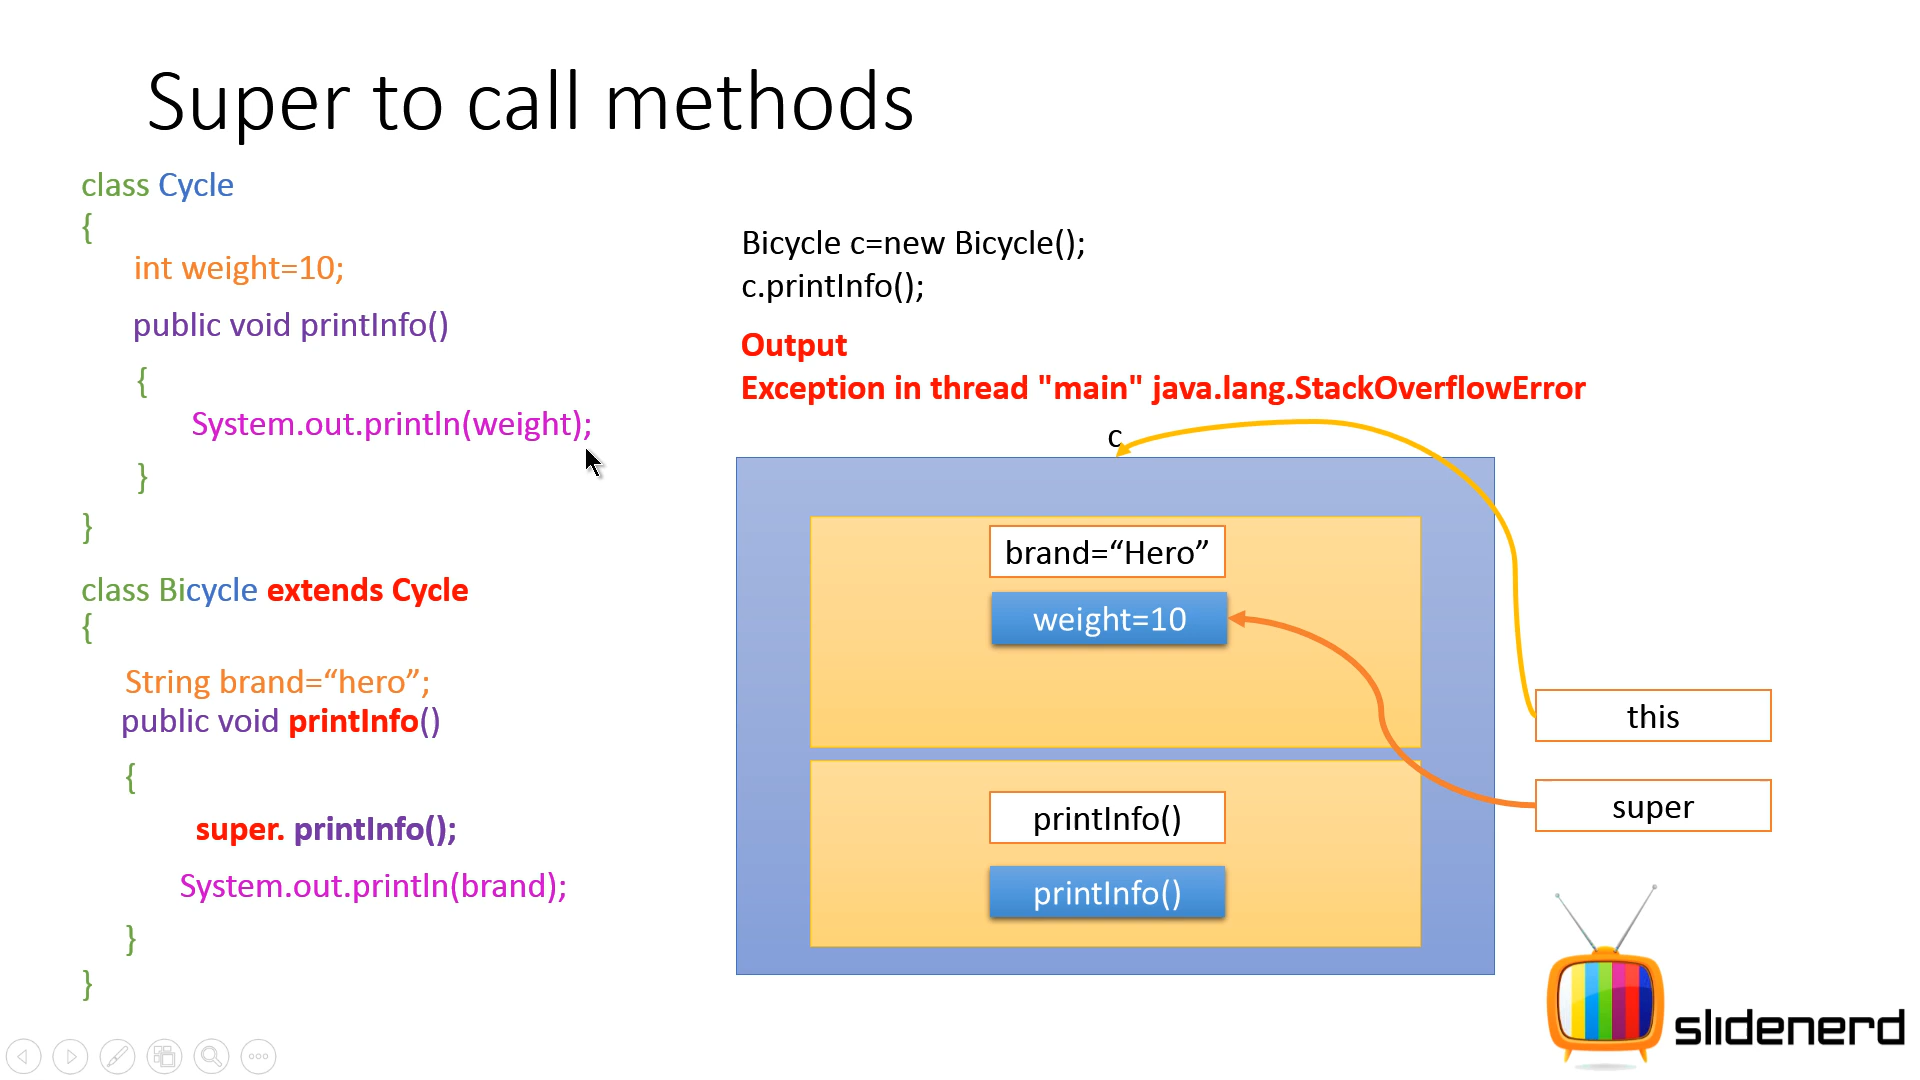 Super to call methods
class Cycle
{
int weight=10;
public void printInfo()
{
System.out.println(weight);
}
}
class Bicycle extends Cycle
{
String brand=“hero”;
public void printInfo()
{
super. printInfo();
System.out.println(brand);
}
}
Bicycle c=new Bicycle();
c.printInfo();
Output
Exception in thread "main" java.lang.StackOverflowError
c
brand=“Hero”
weight=10
printInfo()
printInfo()
this
super
slidenerd